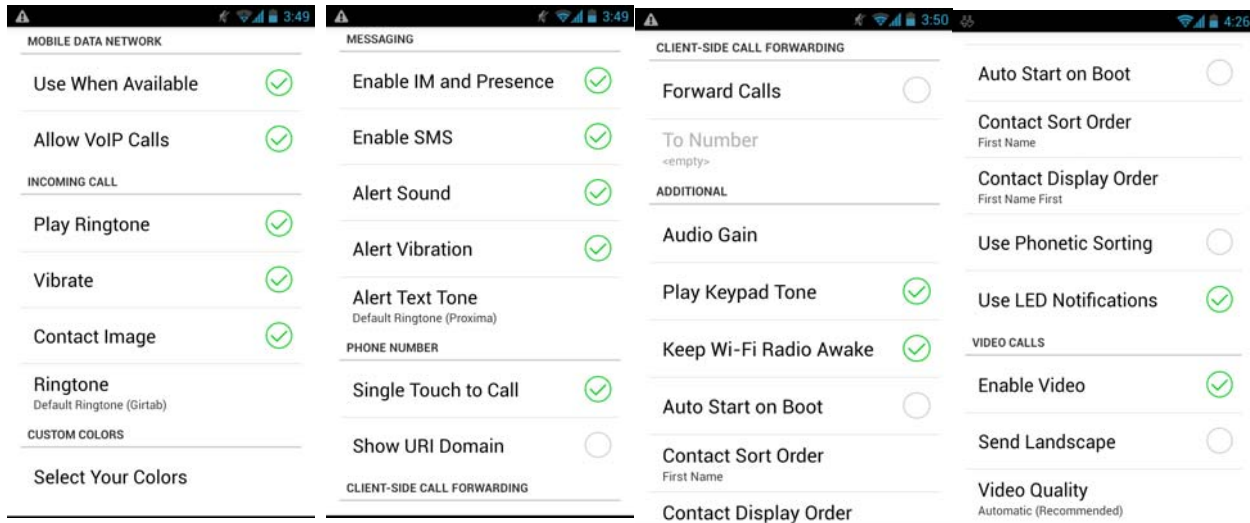 3:49
MOBILE DATA NETWORK
Use When Available
Allow VoIP Calls
INCOMING CALL
Play Ringtone
Vibrate
Contact Image
Ringtone
Default Ringtone (Girtab)
CUSTOM COLORS
Select Your Colors
3:49
MESSAGING
Enable IM and Presence
Enable SMS
Alert Sound
Alert Vibration
Alert Text Tone
Default Ringtone (Proxima)
PHONE NUMBER
Single Touch to Call
Show URI Domain
CLIENT-SIDE CALL FORWARDING
3:50
CLIENT-SIDE CALL FORWARDING
Forward Calls
To Number
<empty>
ADDITIONAL
Audio Gain
Play Keypad Tone
Keep Wi-Fi Radio Awake
Auto Start on Boot
Contact Sort Order
First Name
Contact Display Order
4:26
Auto Start on Boot
Contact Sort Order
First Name
Contact Display Order
First Name First
Use Phonetic Sorting
Use LED Notifications
VIDEO CALLS
Enable Video
Send Landscape
Video Quality
Automatic (Recommended)